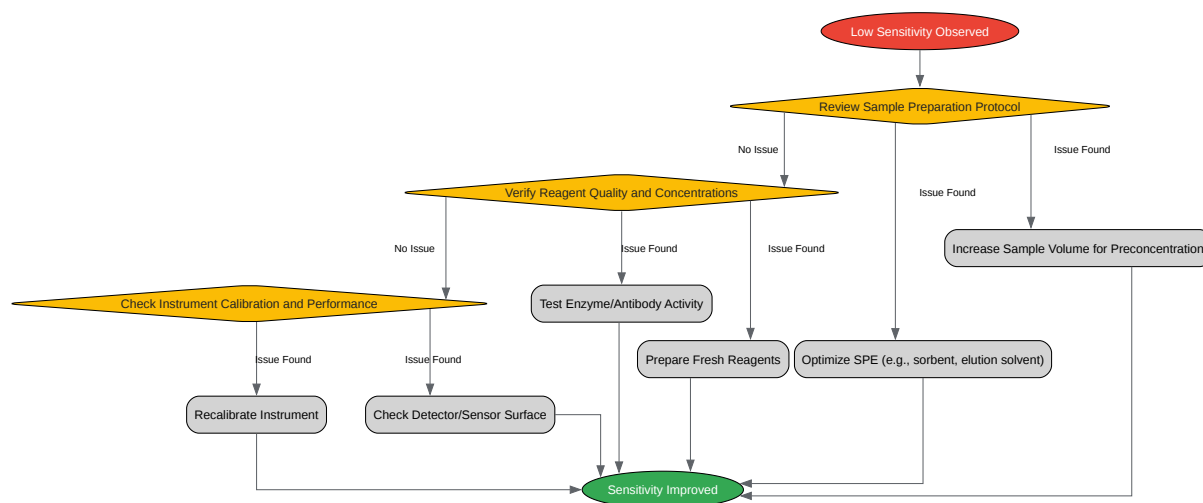 Low Sensitivity Observed
Review Sample Preparation Protocol
No Issue
Issue Found
Verify Reagent Quality and Concentrations
Issue Found
No Issue
Issue Found
Issue Found
Increase Sample Volume for Preconcentration
Check Instrument Calibration and Performance
Test Enzyme/Antibody Activity
Issue Found
Issue Found
Prepare Fresh Reagents
Optimize SPE (e.g., sorbent, elution solvent)
Recalibrate Instrument
Check Detector/Sensor Surface
Sensitivity Improved